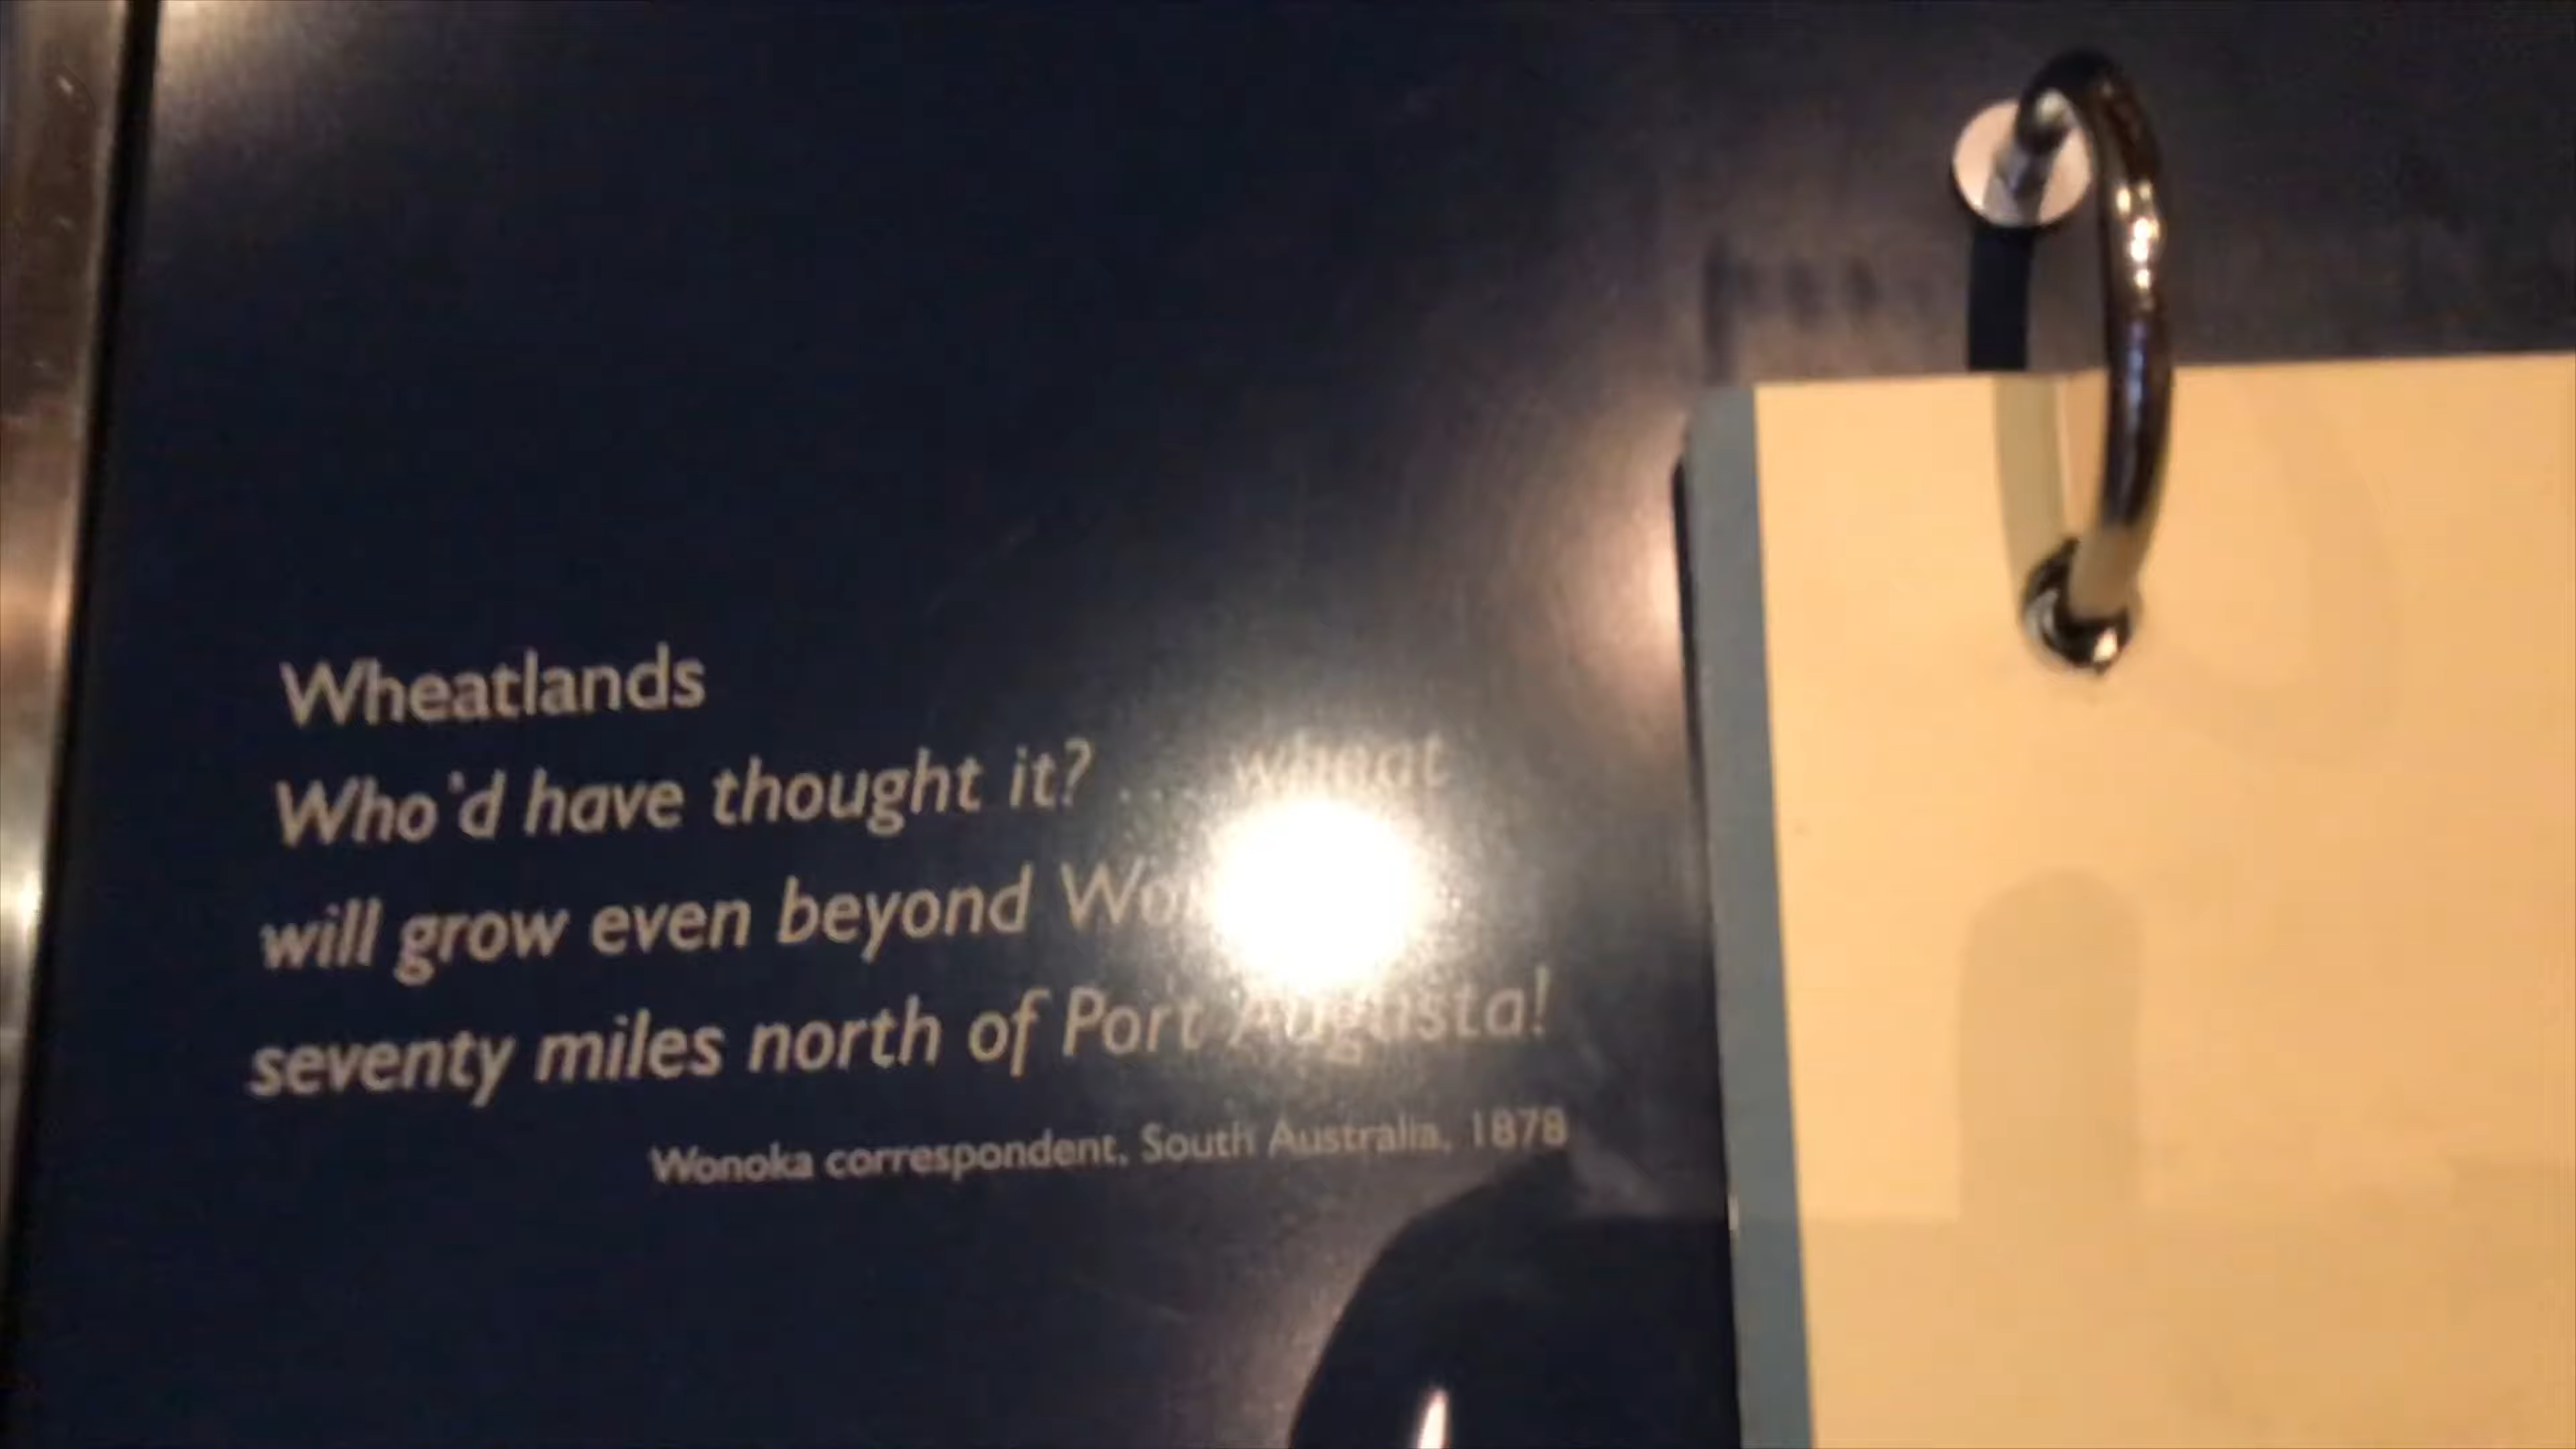 Wheatlands
Who'd have thought it? ... wheat
will grow even beyond
seventy miles north of Port Augusta!
Wonoka correspondent, South Australia, 1878